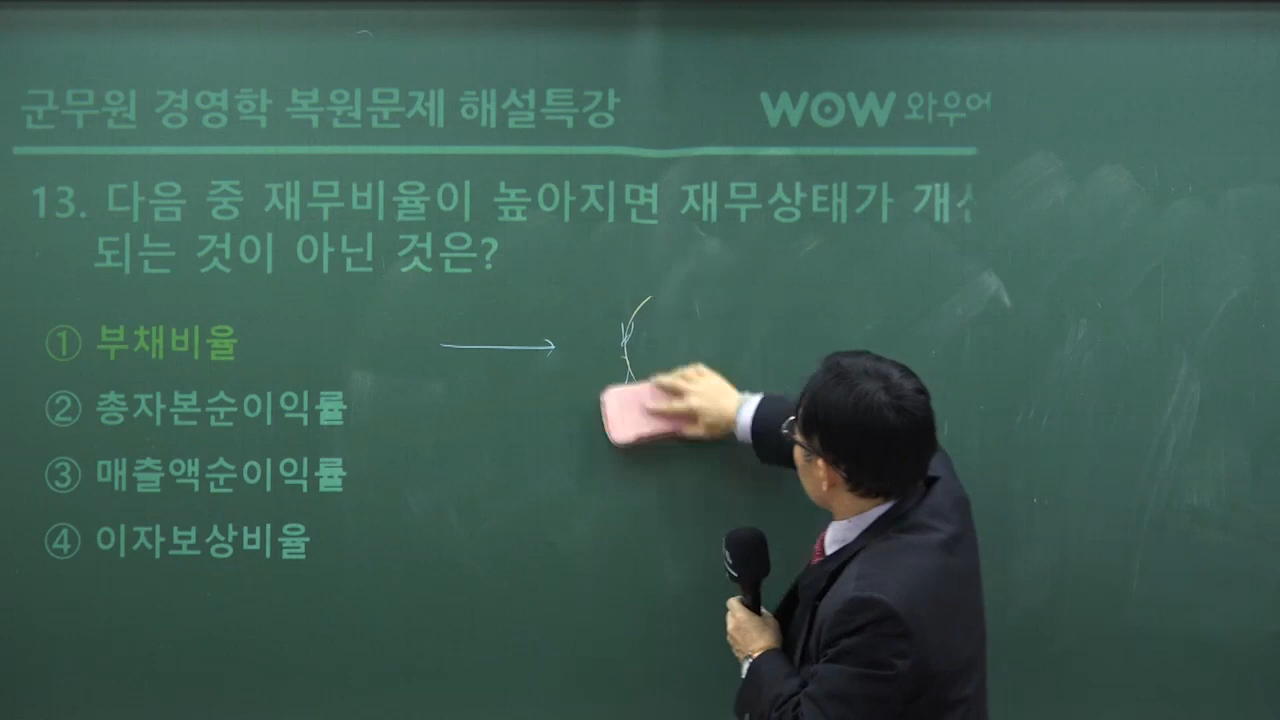 군무원 경영학 복원문제 해설특강
WOW 와우어
13. 다음 중 재무비율이 높아지면 재무상태가
되는 것이 아닌 것은?
① 부채비율
② 총자본순이익률
③ 매출액순이익률
④ 이자보상비율